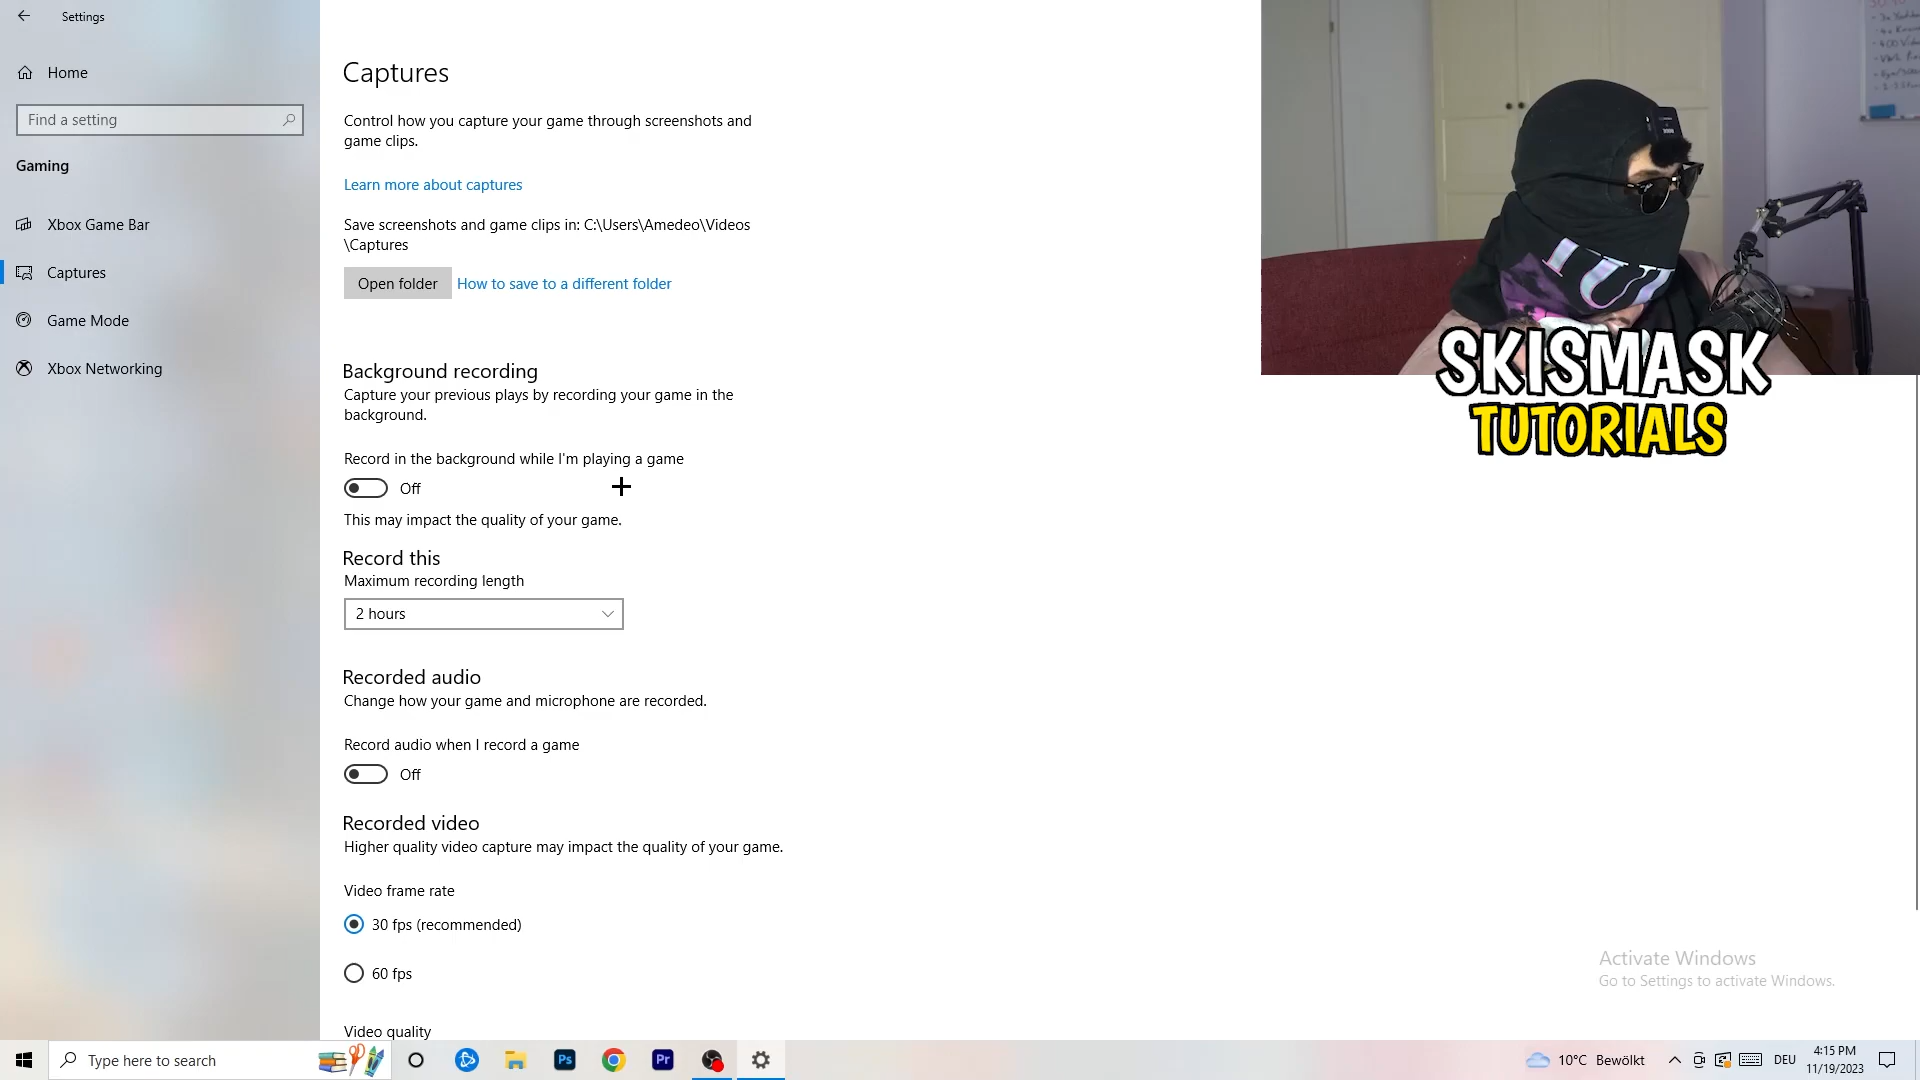 Settings
Home
Find a setting
Gaming
Xbox Game Bar
Captures
Game Mode
Xbox Networking
Captures
Control how you capture your game through screenshots and
game clips.
Learn more about captures
Save screenshots and game clips in: C:\Users\Amedeo\Videos
\Captures
Open folder
How to save to a different folder
Background recording
Capture your previous plays by recording your game in the
background.
Record in the background while I'm playing a game
Off
This may impact the quality of your game.
Record this
Maximum recording length
2 hours
Recorded audio
Change how your game and microphone are recorded.
Record audio when I record a game
Off
Recorded video
Higher quality video capture may impact the quality of your game.
Video frame rate
30 fps (recommended)
60 fps
Video quality
SKISMASK
TUTORIALS
Activate Windows
Go to Settings to activate Windows.
Type here to search
Ps
Pr
10°C Bewölkt
DEU
4:15 PM
11/19/2023